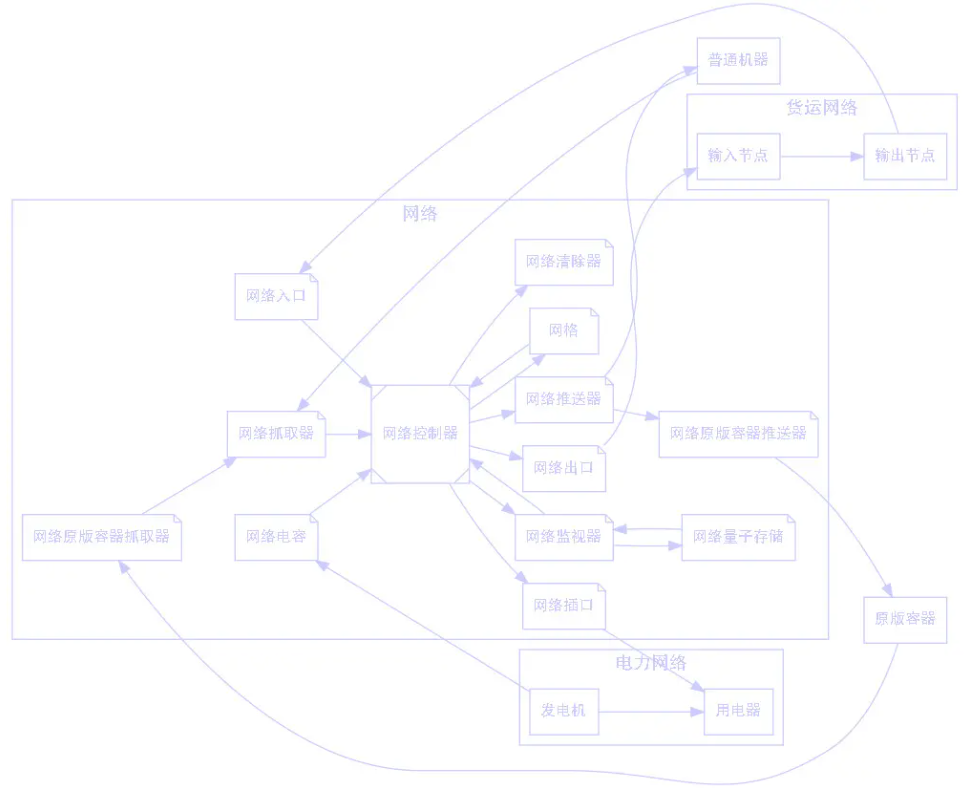 普通机器
货运网络
输入节点
输出节点
网络
网络清除器
网络入口
网格
网络推送器
网络抓取器
网络控制器
网络原版容器推送器
网络出口
网络原版容器抓取器
网络电容
网络监视器
网络量子存储
网络插口
原版容器
电力网络
发电机
用电器